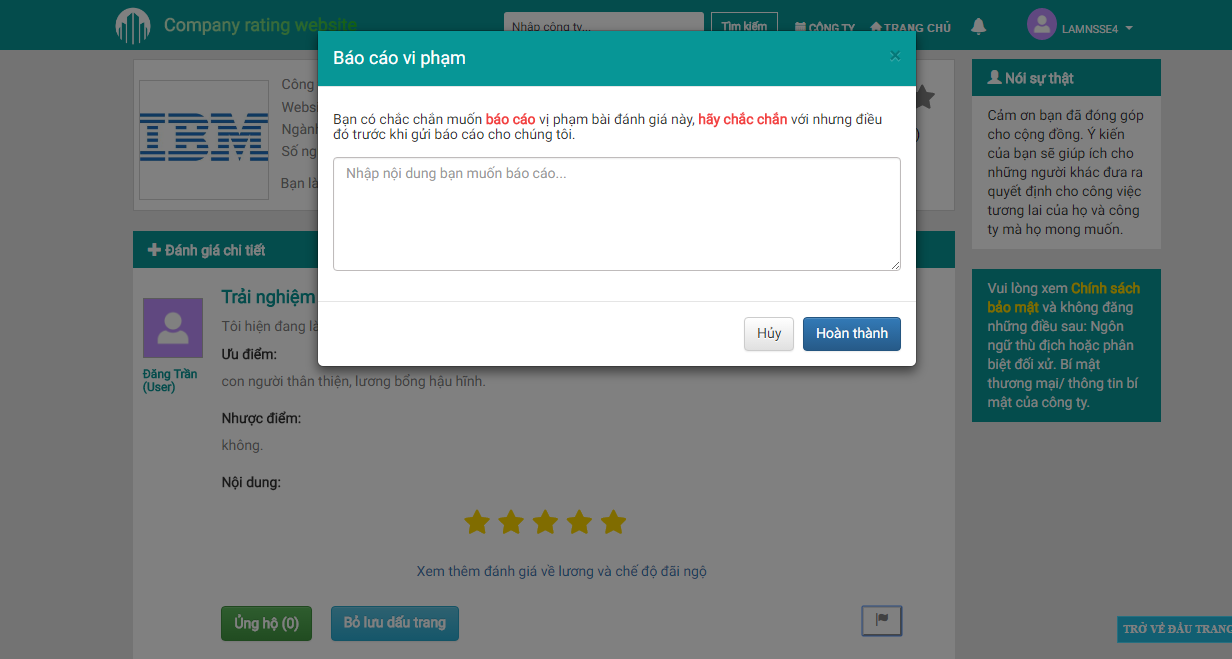 Company rating website
Nhập công ty...
Tìm kiếm
CÔNG TY
TRANG CHỦ
LAMNSSE4
Báo cáo vi phạm
×
Bạn có chắc chắn muốn báo cáo vị phạm bài đánh giá này, hãy chắc chắn với nhưng điều
đó trước khi gửi báo cáo cho chúng tôi.
Nhập nội dung bạn muốn báo cáo...
Hủy
Hoàn thành
IBM
Công
Websi
Ngành
Số ng
Bạn là
)
Nói sự thật
Cảm ơn bạn đã đóng góp
cho cộng đồng. Ý kiến
của bạn sẽ giúp ích cho
những người khác đưa ra
quyết định cho công việc
tương lai của họ và công
ty mà họ mong muốn.
Vui lòng xem Chính sách
bảo mật và không đăng
những điều sau: Ngôn
ngữ thù địch hoặc phân
biệt đối xử. Bí mật
thương mại/ thông tin bí
mật của công ty.
Đánh giá chi tiết
Đăng Trần
(User)
Trải nghiệm
Tôi hiện đang là
Ưu điểm:
con người thân thiện, lương bổng hậu hĩnh.
Nhược điểm:
không.
Nội dung:
Xem thêm đánh giá về lương và chế độ đãi ngộ
Ủng hộ (0)
Bỏ lưu dấu trang
TRỞ VỀ ĐẦU TRANG